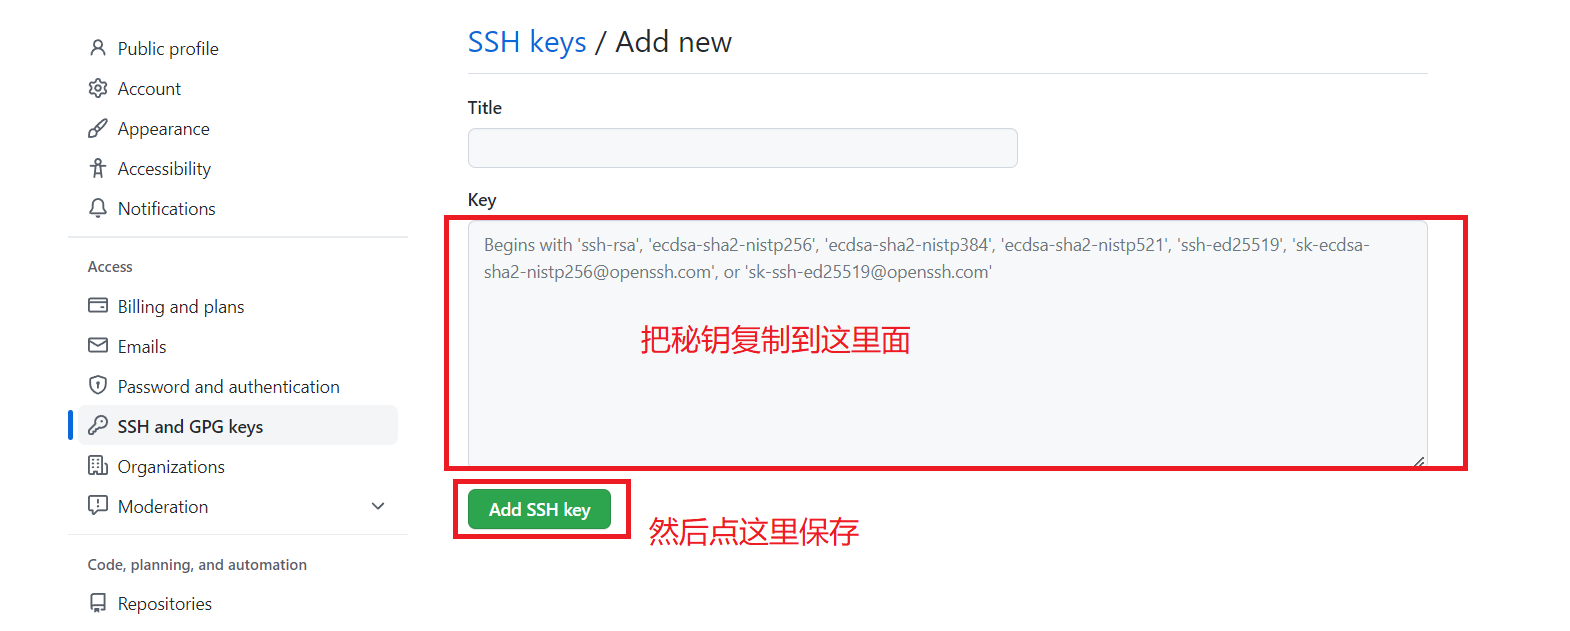 Public profile
Account
Appearance
Accessibility
Notifications
Access
Billing and plans
Emails
Password and authentication
SSH and GPG keys
Organizations
Moderation
Code, planning, and automation
Repositories
SSH keys / Add new
Title
Key
Begins with 'ssh-rsa', 'ecdsa-sha2-nistp256', 'ecdsa-sha2-nistp384', 'ecdsa-sha2-nistp521', 'ssh-ed25519', 'sk-ecdsa-
sha2-nistp256@openssh.com', or 'sk-ssh-ed25519@openssh.com'
把秘钥复制到这里面
Add SSH key
然后点这里保存